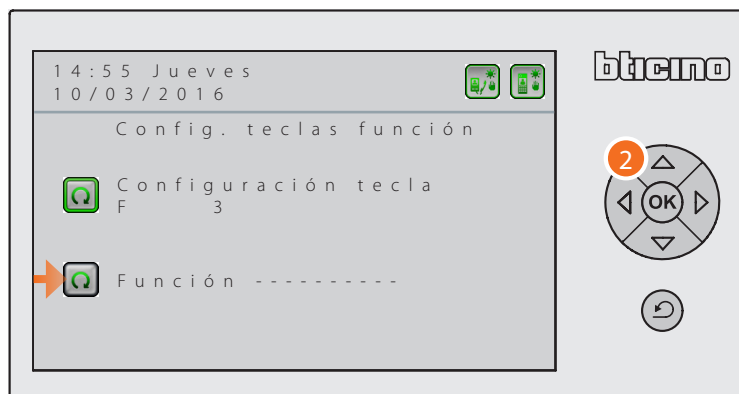 14:55 Jueves
10/03/2016
bticino
Config. teclas función
2
Configuración tecla
F 3
OK
Función ----------